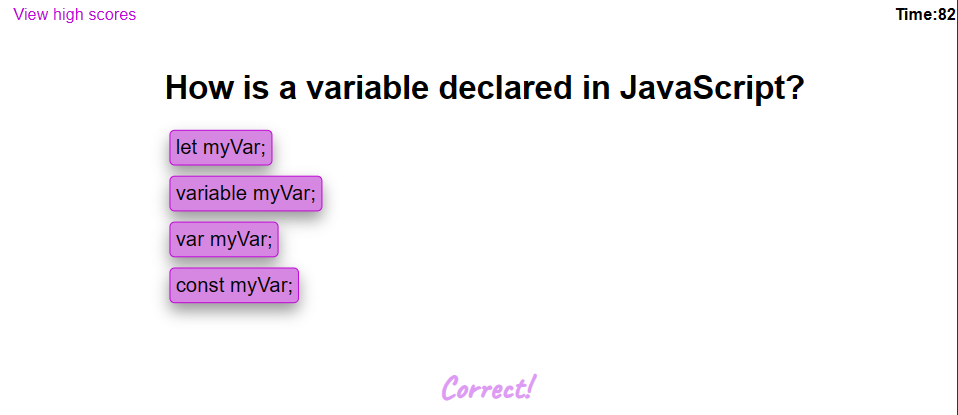 View high scores
Time:82
How is a variable declared in JavaScript?
let myVar;
variable myVar;
var myVar;
const myVar;
Correct!